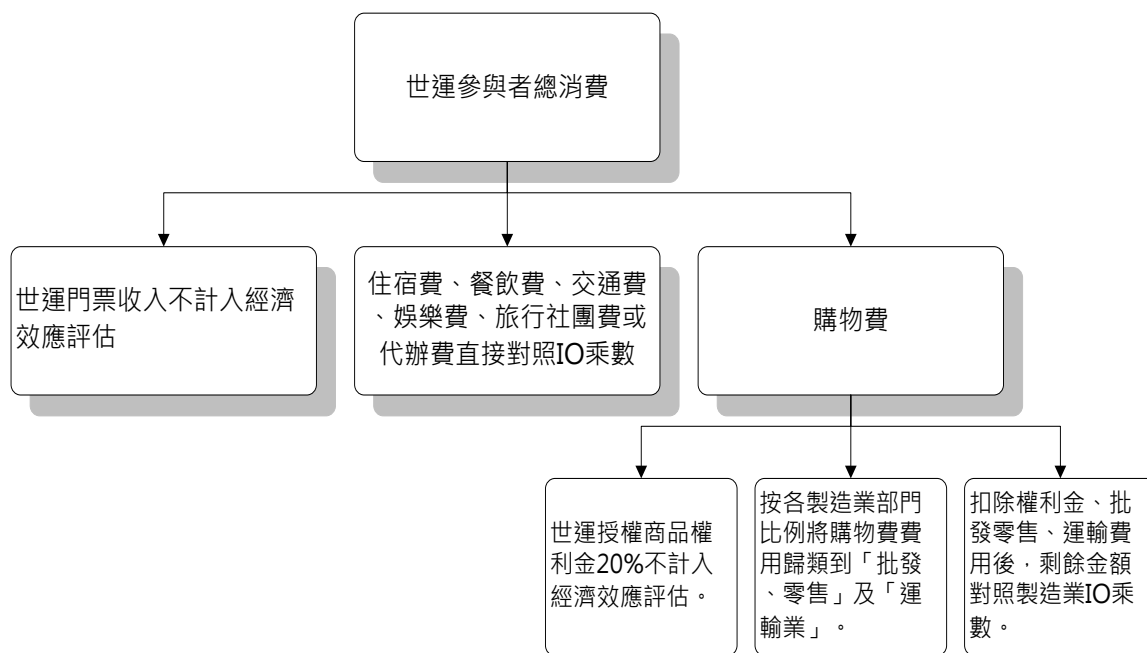 世運參與者總消費
世運門票收入不計入經濟
效應評估
住宿費、餐飲費、交通費
、娛樂費、旅行社團費或
代辦費直接對照IO乘數
購物費
世運授權商品權
利金20%不計入
經濟效應評估。
按各製造業部門
比例將購物費費
用歸類到「批發
、零售」及「運
輸業」。
扣除權利金、批
發零售、運輸費
用後，剩餘金額
對照製造業IO乘
數。